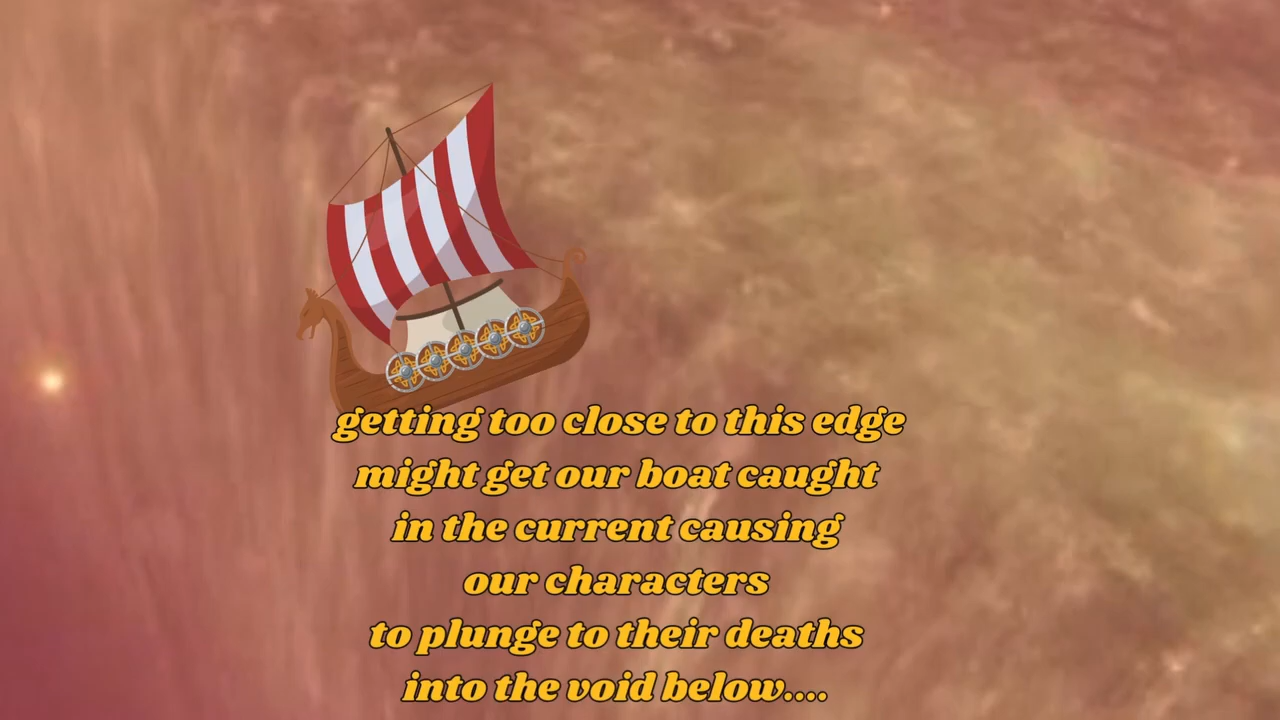 getting too close to this edge
might get our boat caught
in the current causing
our characters
to plunge to their deaths
into the void below....